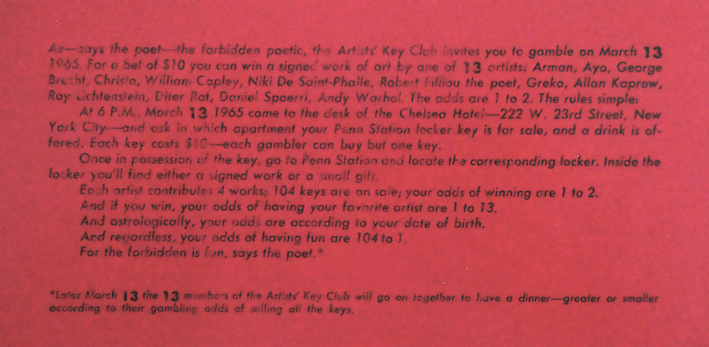 As—says the poet—the forbidden poetic, the Artists' Key Club invites you to gamble on March 13
1965. For a bet of $10 you can win a signed work of art by one of 13 artists: Arman, Ayo, George
Brecht, Christo, William Copley, Niki De Saint-Phalle, Robert Filliou the poet, Greko, Allan Kaprow,
Roy Lichtenstein, Diter Rot, Daniel Spoerri, Andy Warhol. The odds are 1 to 2. The rules simple:
At 6 P.M., March 13 1965 come to the desk of the Chelsea Hotel—222 W. 23rd Street, New
York City—and ask in which apartment your Penn Station locker key is for sale, and a drink is of-
fered. Each key costs $10—each gambler can buy but one key.
Once in possession of the key, go to Penn Station and locate the corresponding locker. Inside the
locker you'll find either a signed work or a small gift.
Each artist contributes 4 works; 104 keys are on sale; your odds of winning are 1 to 2.
And if you win, your odds of having your favorite artist are 1 to 13.
And astrologically, your odds are according to your date of birth.
And regardless, your odds of having fun are 104 to 1.
For the forbidden is fun, says the poet.*
*Later March 13 the 13 members of the Artists' Key Club will go on together to have a dinner—greater or smaller
according to their gambling odds of selling all the keys.